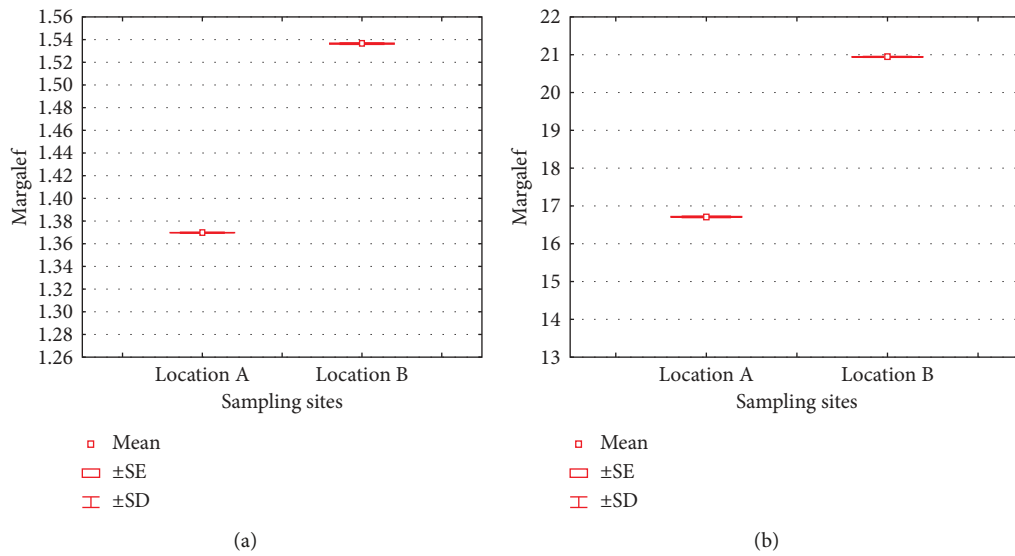 Margalef
1.56
1.54
1.52
1.50
1.48
1.46
1.44
1.42
1.40
1.38
1.36
1.34
1.32
1.30
1.28
1.26
Location A
Location B
Sampling sites
Mean
±SE
±SD
(a)
Margalef
22
21
20
19
18
17
16
15
14
13
Location A
Location B
Sampling sites
Mean
±SE
±SD
(b)